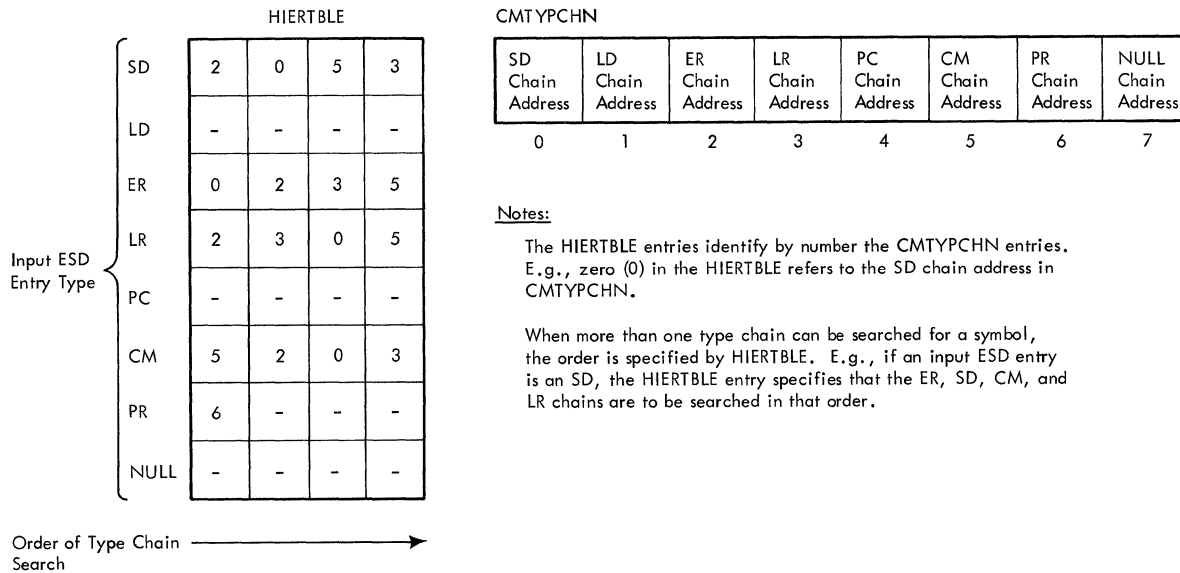 HIERTBLE
SD 2 0 5 3
LD - - - -
ER 0 2 3 5
LR 2 3 0 5
PC - - - -
CM 5 2 0 3
PR 6 - - -
NULL - - - -
Input ESD
Entry Type
Order of Type Chain
Search
CMTYPCHN
SD LD ER LR PC CM PR NULL
Chain Chain Chain Chain Chain Chain Chain Chain
Address Address Address Address Address Address Address Address
0 1 2 3 4 5 6 7
Notes:
The HIERTBLE entries identify by number the CMTYPCHN entries.
E.g., zero (0) in the HIERTBLE refers to the SD chain address in
CMTYPCHN.
When more than one type chain can be searched for a symbol,
the order is specified by HIERTBLE. E.g., if an input ESD entry
is an SD, the HIERTBLE entry specifies that the ER, SD, CM, and
LR chains are to be searched in that order.